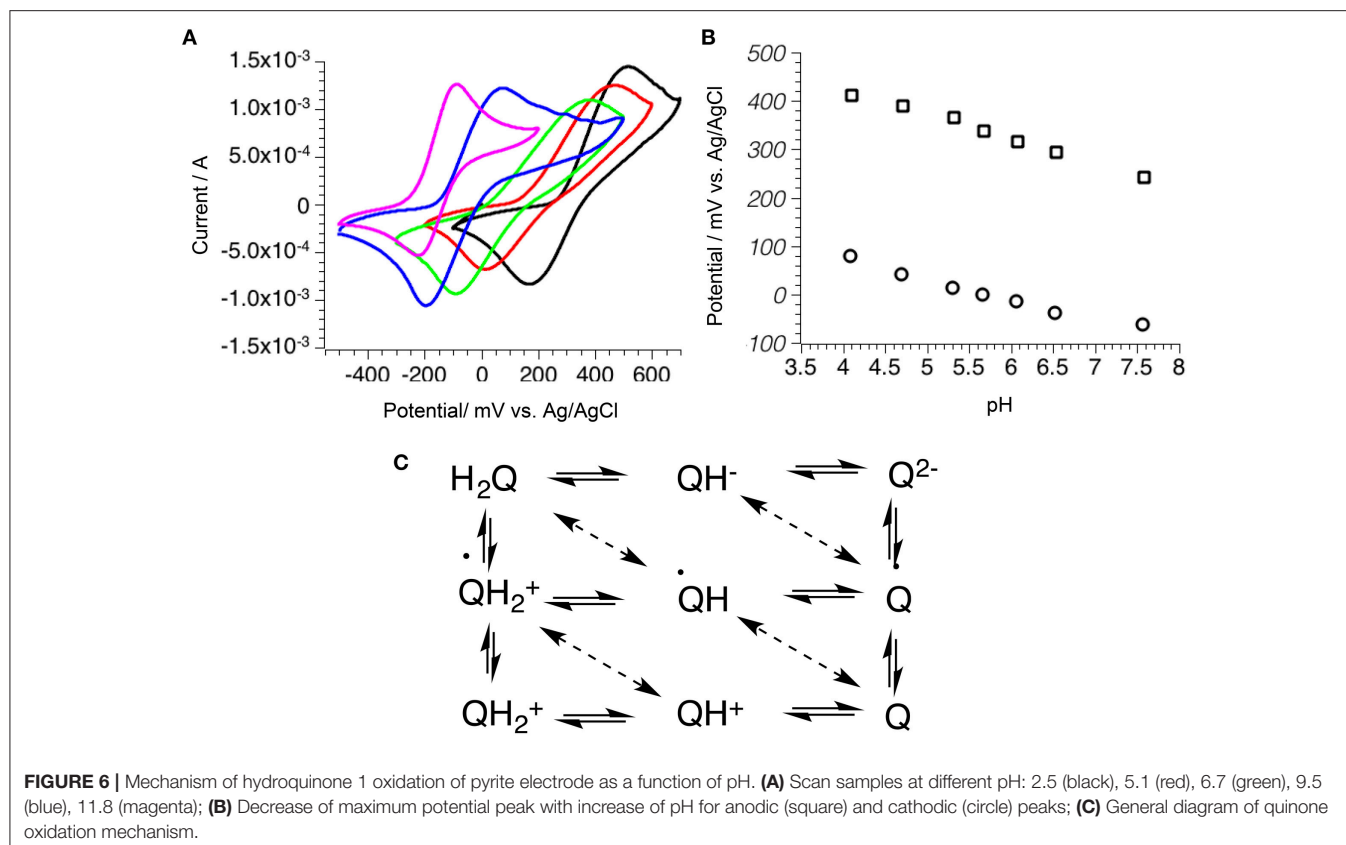 A
1.5x10-3
1.0x10-3
5.0x10-4
0
-5.0x10-4
-1.0x10-3
-1.5x10-3
Current / A
-400 -200 0 200 400 600
Potential/ mV vs. Ag/AgCl
B
500
400
300
200
100
0
100
Potential / mV vs. Ag/AgCl
3.5 4 4.5 5 5.5 6 6.5 7 7.5 8
pH
C
H2Q QH- Q2-
QH2+ QH Q
QH2+ QH+ Q
FIGURE 6 | Mechanism of hydroquinone 1 oxidation of pyrite electrode as a function of pH. (A) Scan samples at different pH: 2.5 (black), 5.1 (red), 6.7 (green), 9.5
(blue), 11.8 (magenta); (B) Decrease of maximum potential peak with increase of pH for anodic (square) and cathodic (circle) peaks; (C) General diagram of quinone
oxidation mechanism.